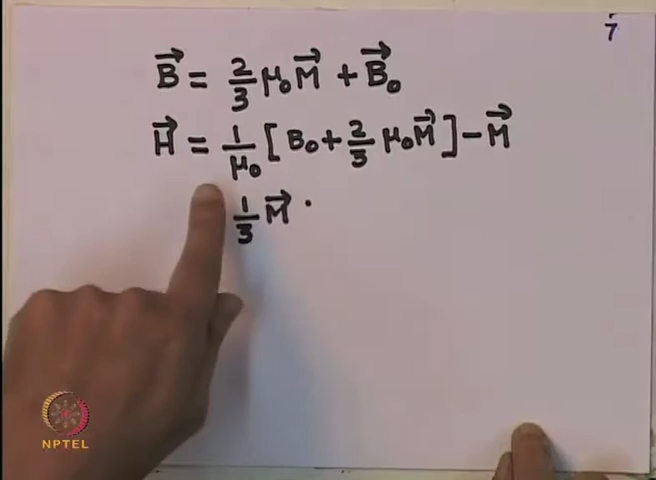 7
B⃗ = 2/3 μ₀M⃗ + B⃗₀
H⃗ = 1/μ₀ [B₀ + 2/3 μ₀M⃗] - M⃗
1/3 M⃗ ·
NPTEL